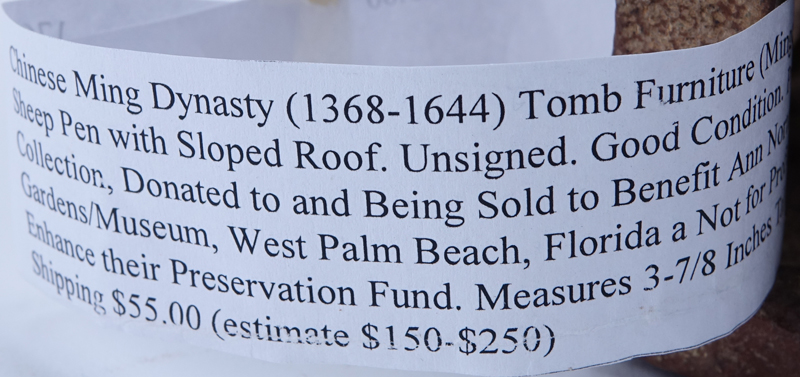 Chinese Ming Dynasty (1368-1644) Tomb Furniture (Ming
Sheep Pen with Sloped Roof. Unsigned. Good Condition.
Collection, Donated to and Being Sold to Benefit Ann
Gardens/Museum, West Palm Beach, Florida a Not for
Enhance their Preservation Fund. Measures 3-7/8 Inches
Shipping $55.00 (estimate $150-$250)